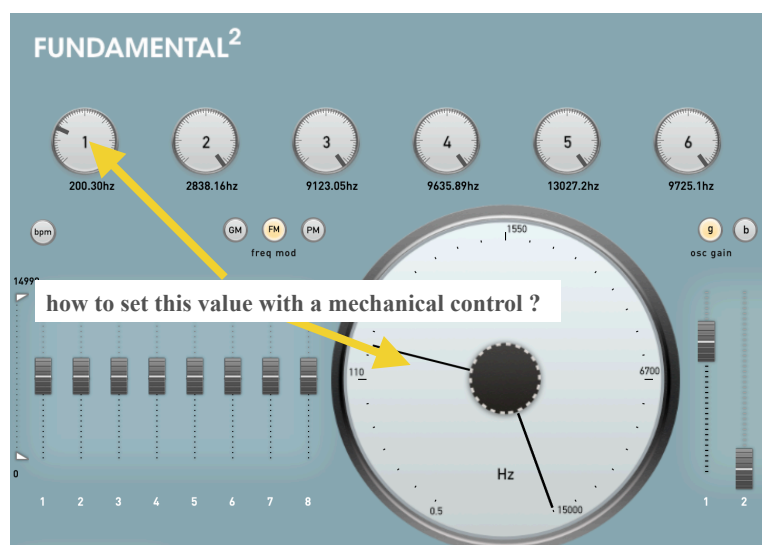 FUNDAMENTAL²
1 2 3 4 5 6
200.30hz 2838.16hz 9123.05hz 9635.89hz 13027.2hz 9725.1hz
bpm GM FM PM g b
freq mod osc gain
1550
14999
how to set this value with a mechanical control ?
110 6700
Hz
0
0.5 15000
1 2 3 4 5 6 7 8 1 2